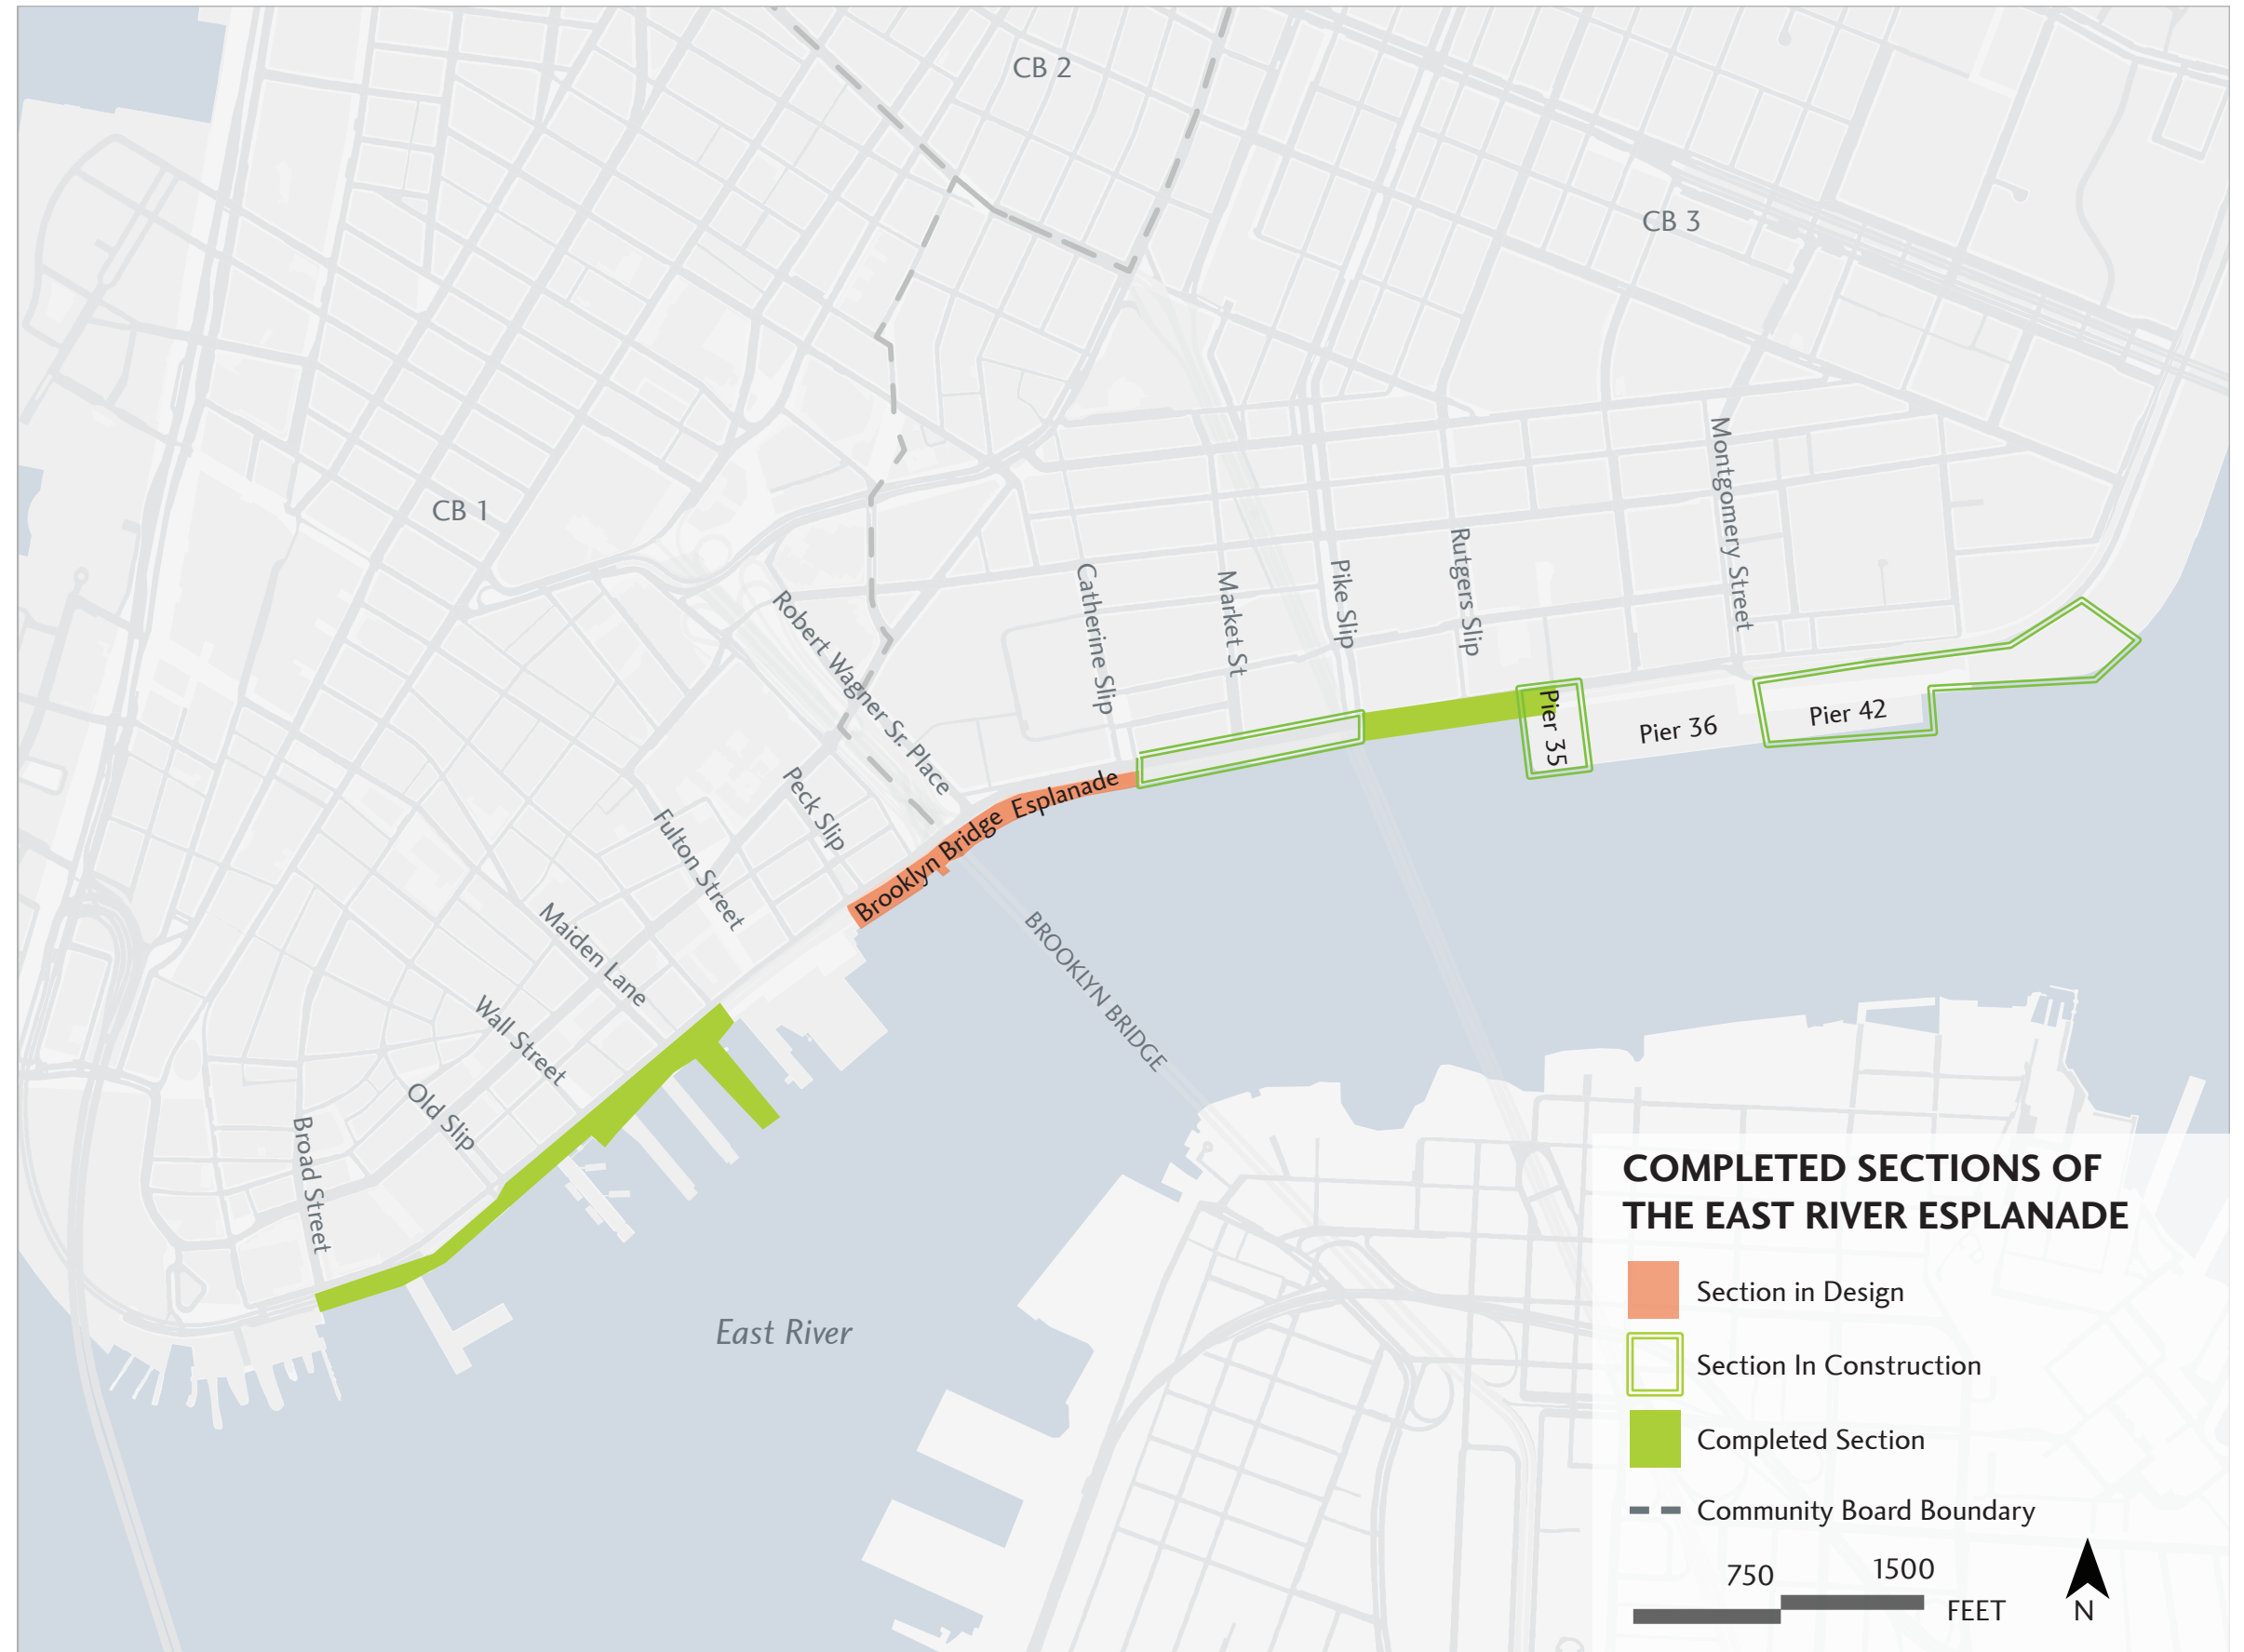 CB 2
CB 3
CB 1
Montgomery Street
Rutgers Slip
Pike Slip
Market St
Catherine Slip
Robert Wagner Sr. Place
Pier 35
Pier 36
Pier 42
Peck Slip
Fulton Street
Brooklyn Bridge Esplanade
Maiden Lane
Wall Street
Old Slip
Broad Street
BROOKLYN BRIDGE
East River
COMPLETED SECTIONS OF
THE EAST RIVER ESPLANADE
Section in Design
Section In Construction
Completed Section
Community Board Boundary
750 1500
FEET
N